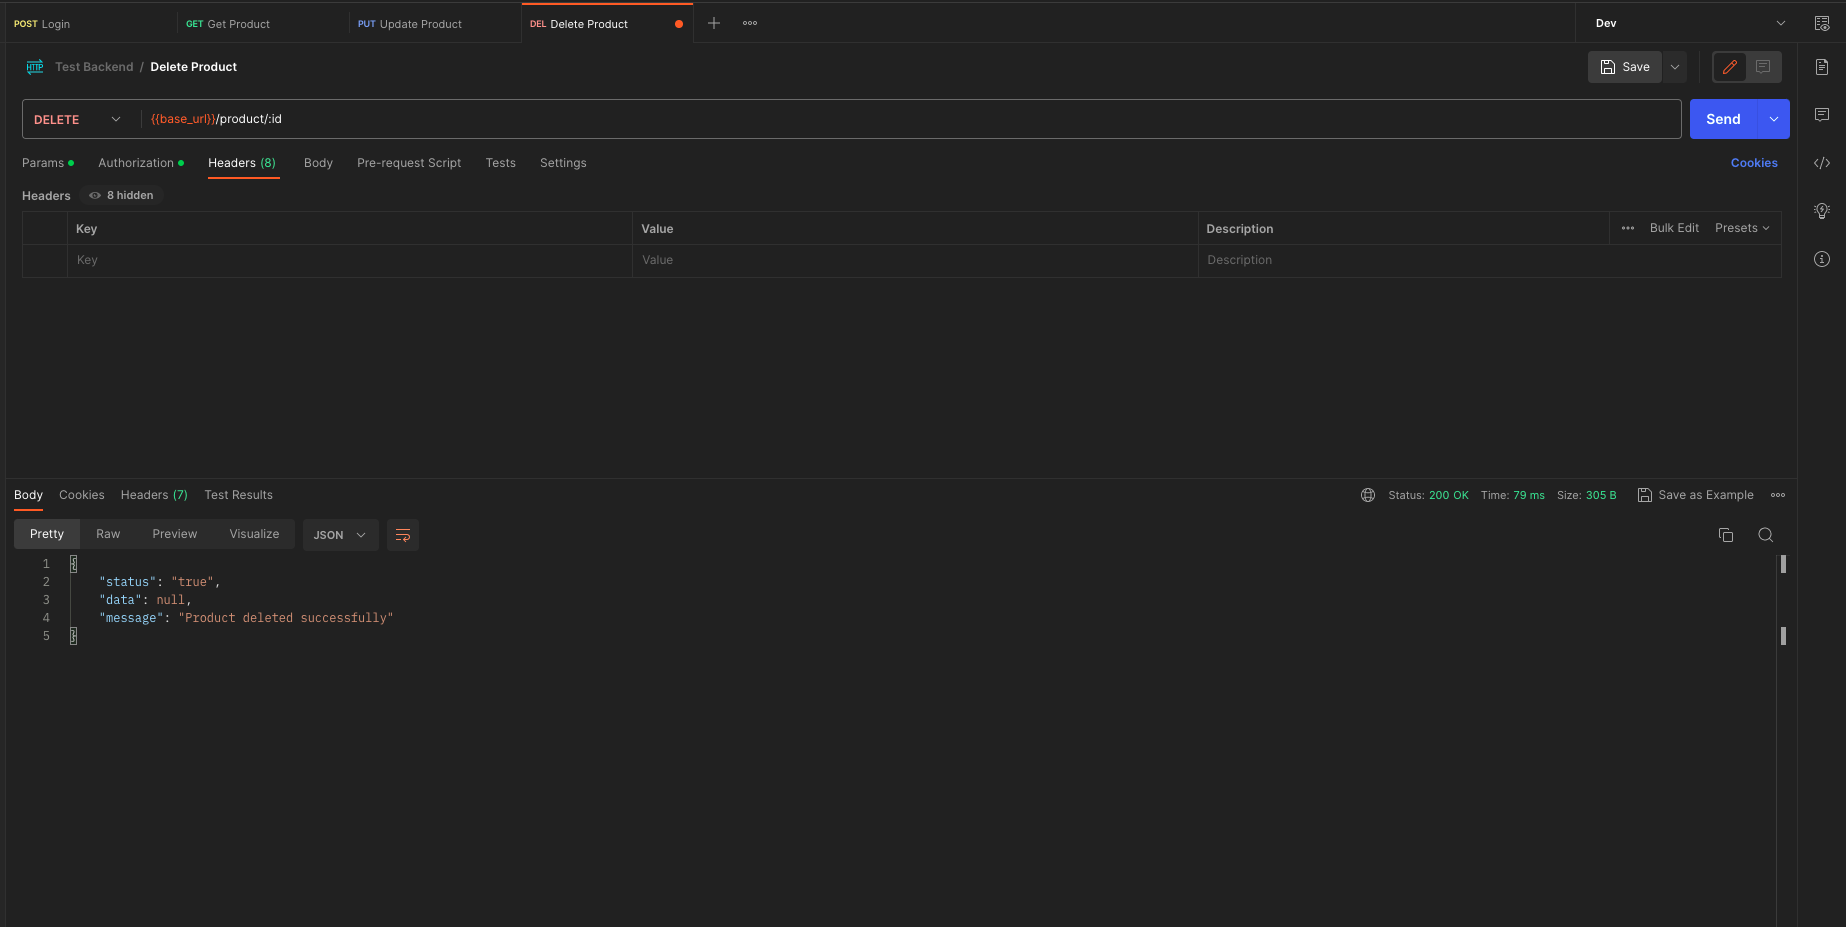 POST Login GET Get Product PUT Update Product DEL Delete Product Dev
HTTP Test Backend / Delete Product Save
DELETE {{base_url}}/product/:id Send
Params Authorization Headers (8) Body Pre-request Script Tests Settings Cookies
Headers 8 hidden
Key Value Description Bulk Edit Presets
Key Value Description
Body Cookies Headers (7) Test Results Status: 200 OK Time: 79 ms Size: 305 B Save as Example
Pretty Raw Preview Visualize JSON
1 {
2 "status": "true",
3 "data": null,
4 "message": "Product deleted successfully"
5 }